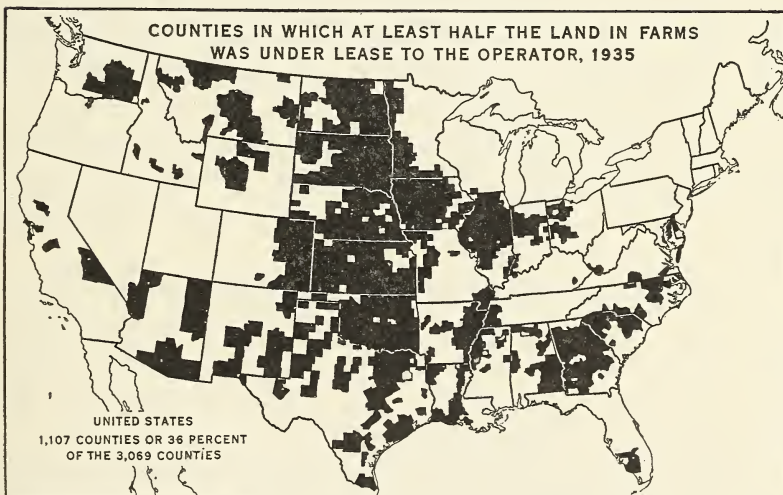 COUNTIES IN WHICH AT LEAST HALF THE LAND IN FARMS
WAS UNDER LEASE TO THE OPERATOR, 1935
UNITED STATES
1,107 COUNTIES OR 36 PERCENT
OF THE 3,069 COUNTIES